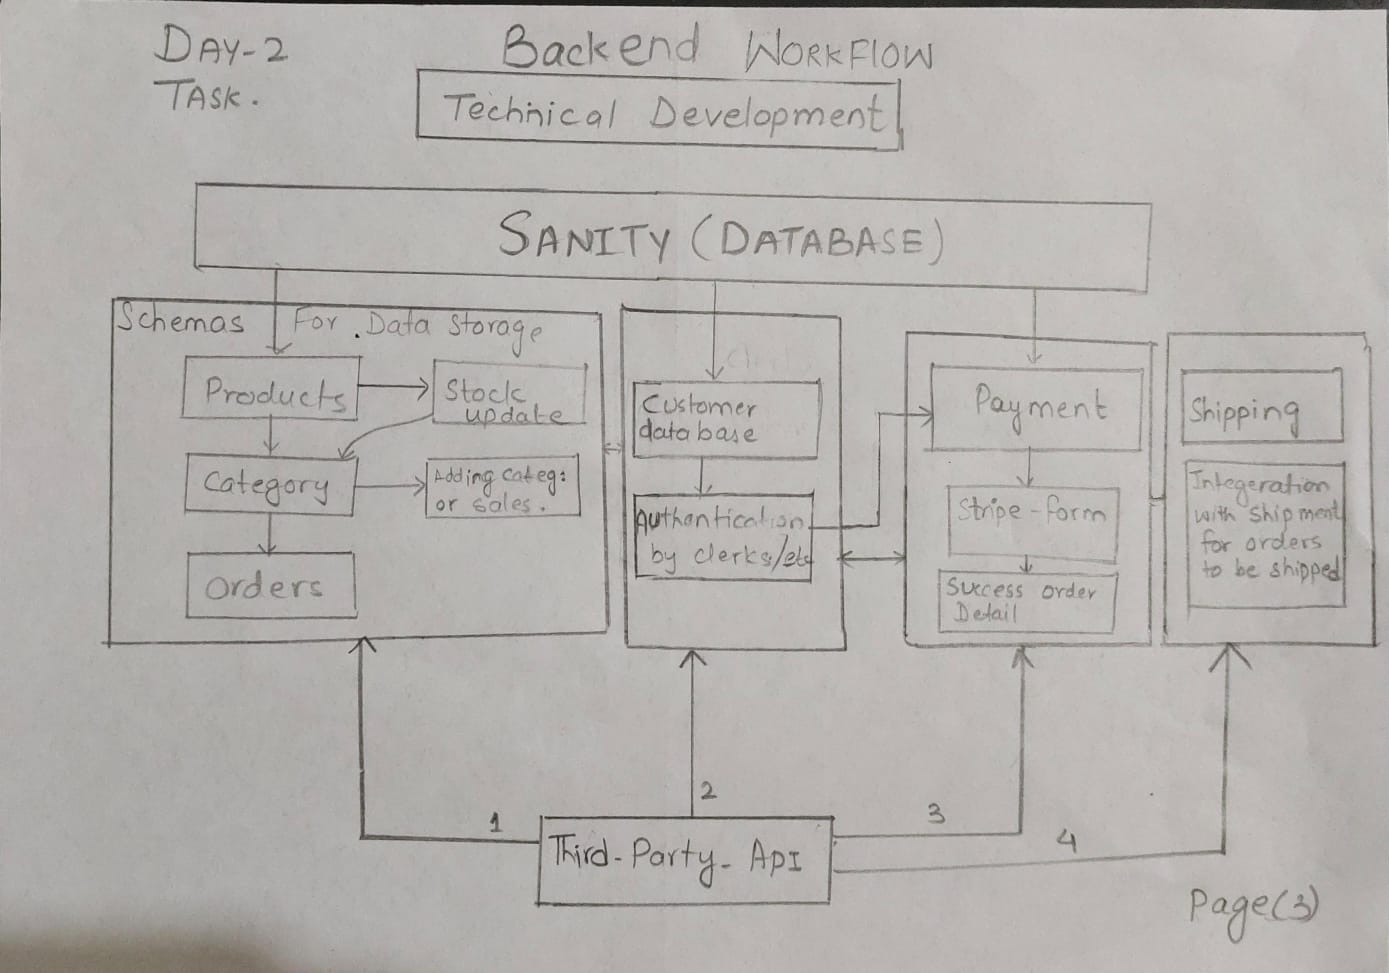 DAY-2
TASK.
Backend WORKFLOW
Technical Development
SANITY (DATABASE)
Schemas For .Data Storage
Products
Stock
update
Category
Adding categ:
or sales.
Orders
Customer
database
Authantication
by clerks/etc
Payment
Stripe-form
Success order
Detail
Shipping
Integeration
with shipment
for orders
to be shipped
1
2
3
4
Third-Party-API
Page(3)